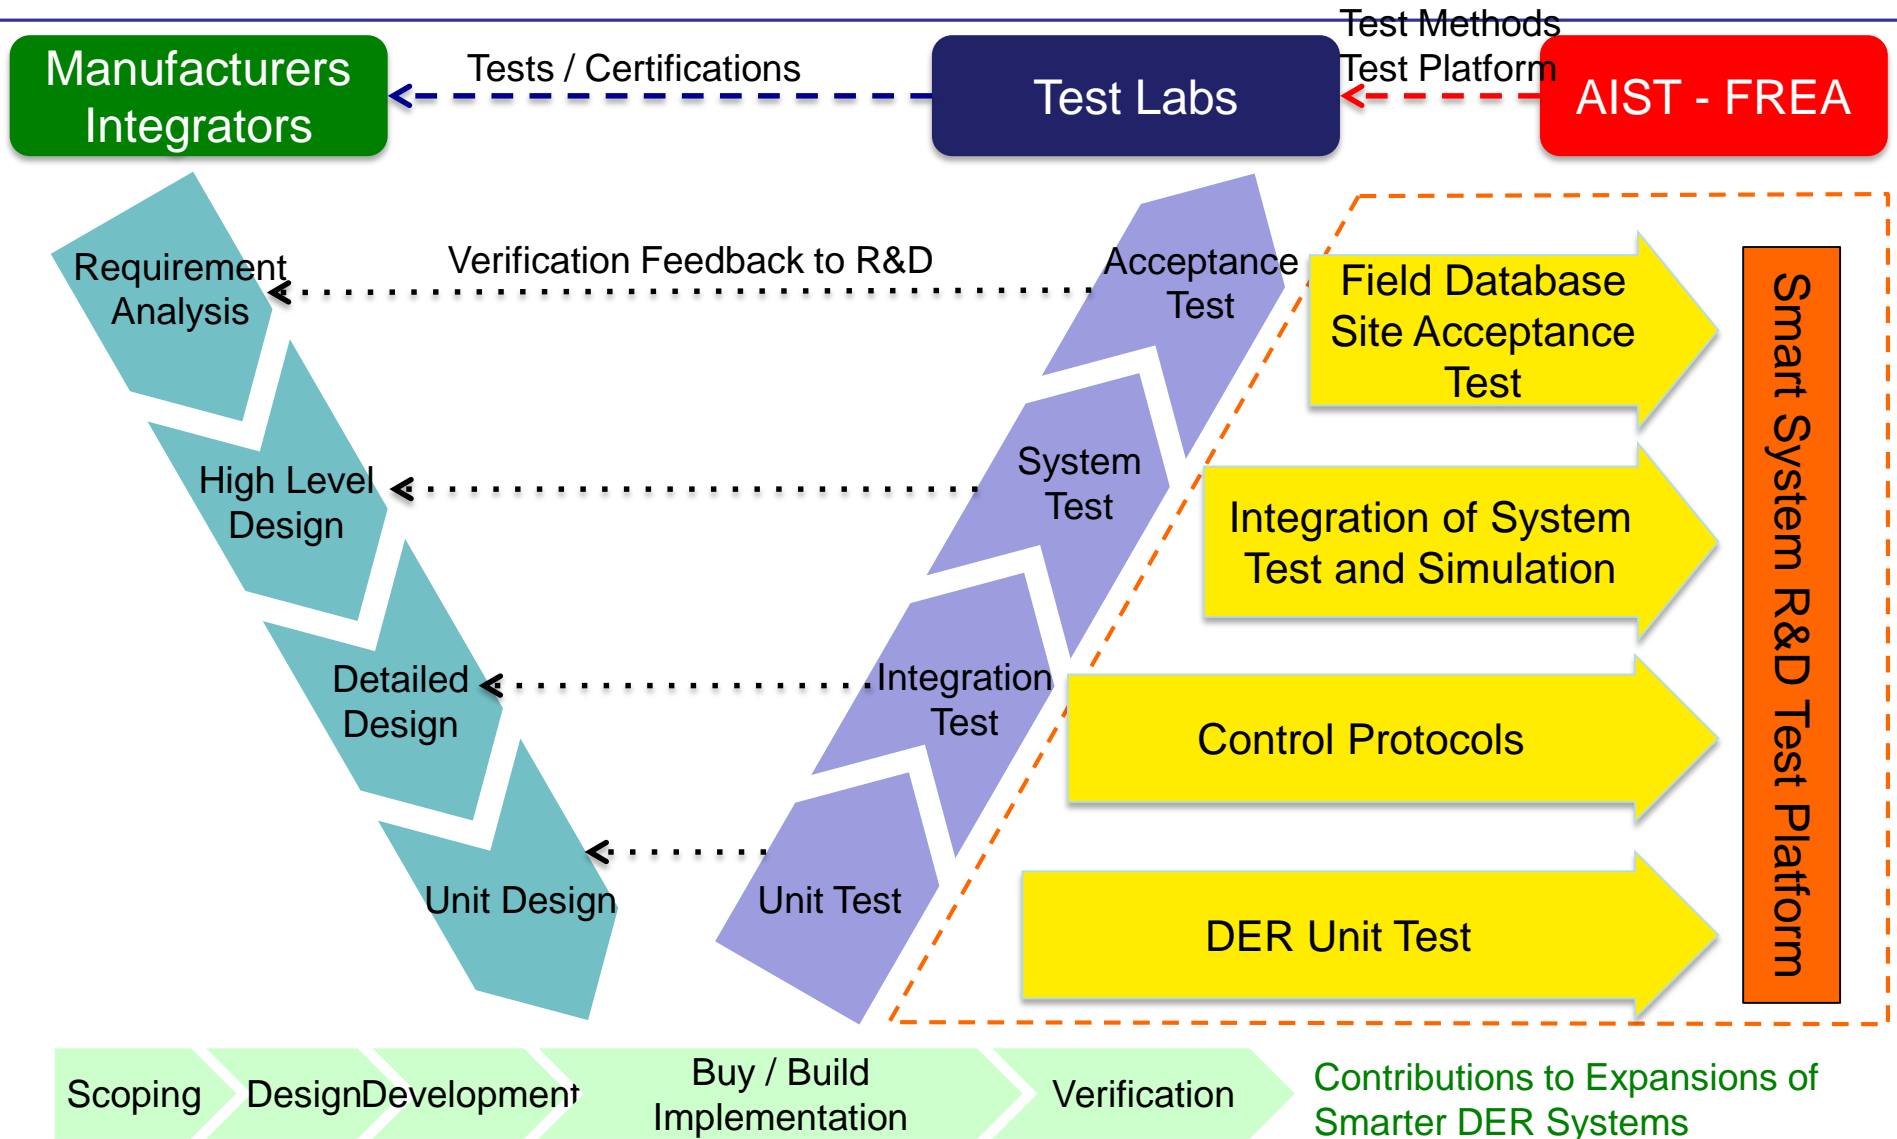 Manufacturers
Integrators
Tests / Certifications
Test Labs
Test Methods
Test Platform
AIST - FREA
Requirement
Analysis
Verification Feedback to R&D
Acceptance
Test
Field Database
Site Acceptance
Test
High Level
Design
System
Test
Integration of System
Test and Simulation
Detailed
Design
Integration
Test
Control Protocols
Unit Design
Unit Test
DER Unit Test
Smart System R&D Test Platform
Scoping
Design
Development
Buy / Build
Implementation
Verification
Contributions to Expansions of
Smarter DER Systems